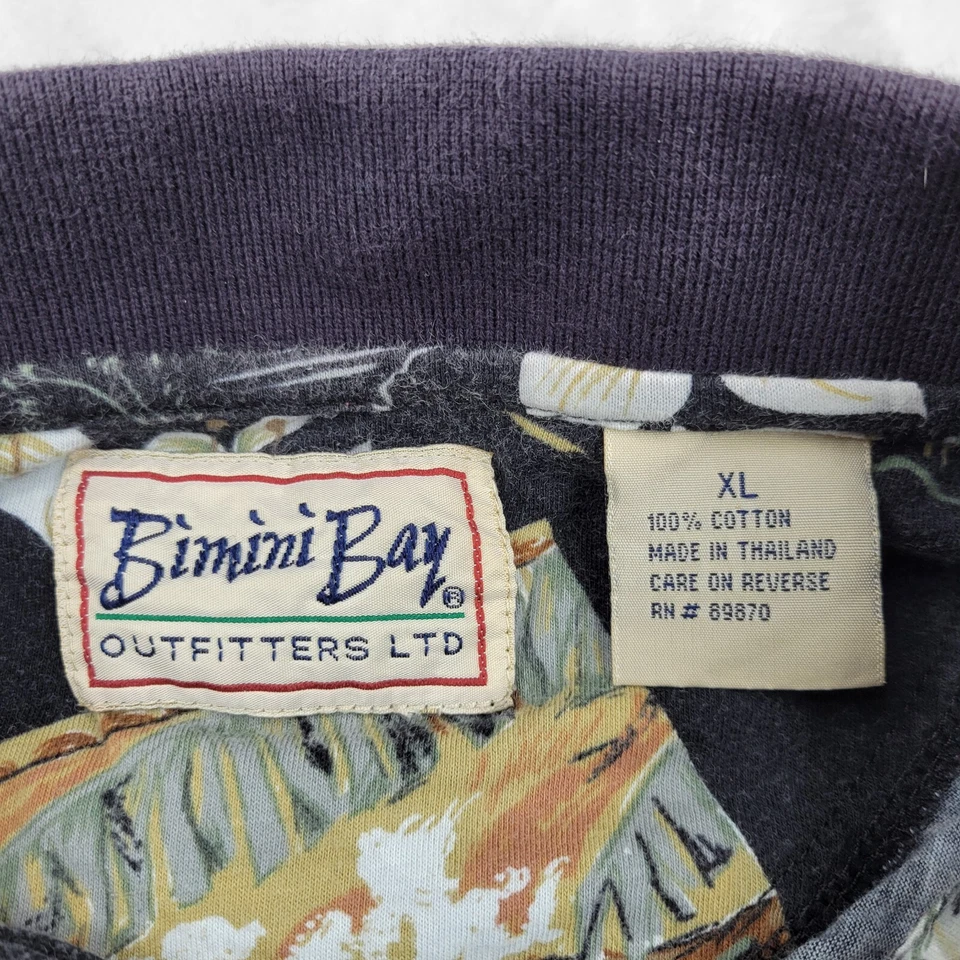 Bimini Bay®
OUTFITTERS LTD
XL
100% COTTON
MADE IN THAILAND
CARE ON REVERSE
RN # 89870